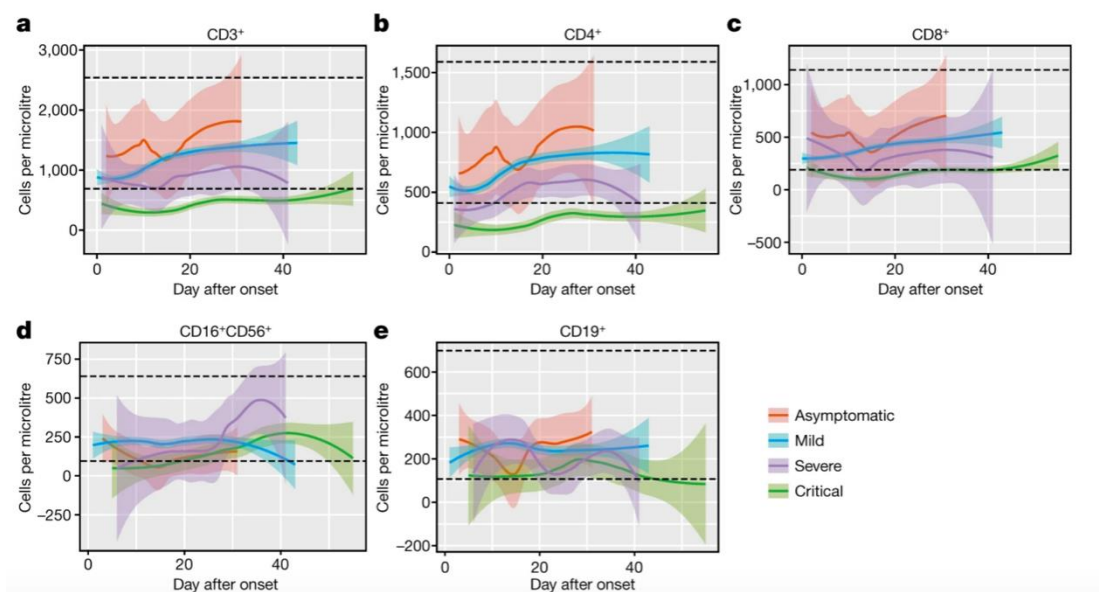 a
CD3+
3,000
2,000
1,000
0
Cells per microlitre
0 20 40
Day after onset
b
CD4+
1,500
1,000
500
0
Cells per microlitre
0 20 40
Day after onset
c
CD8+
1,000
500
0
−500
Cells per microlitre
0 20 40
Day after onset
d
CD16+CD56+
750
500
250
0
−250
Cells per microlitre
0 20 40
Day after onset
e
CD19+
600
400
200
0
−200
Cells per microlitre
0 20 40
Day after onset
Asymptomatic
Mild
Severe
Critical